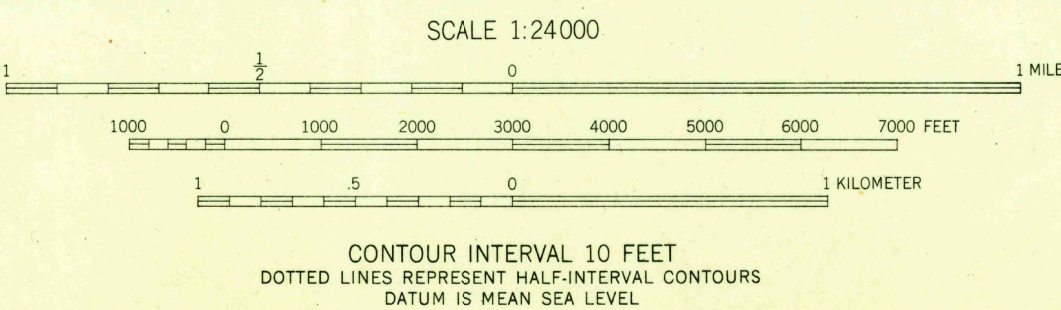 SCALE 1:24000
1 1/2 0 1 MILE
1000 0 1000 2000 3000 4000 5000 6000 7000 FEET
1 .5 0 1 KILOMETER
CONTOUR INTERVAL 10 FEET
DOTTED LINES REPRESENT HALF-INTERVAL CONTOURS
DATUM IS MEAN SEA LEVEL